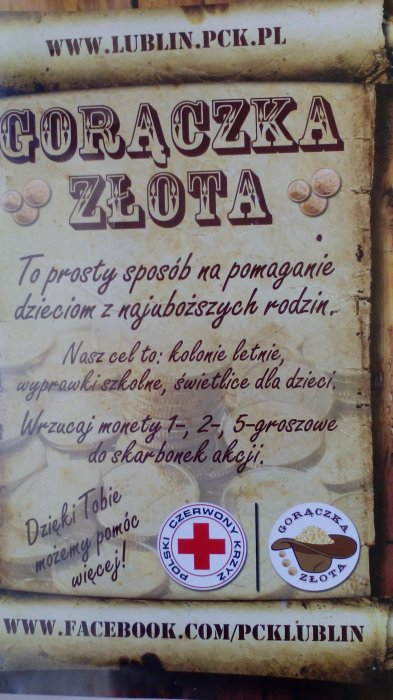 WWW.LUBLIN.PCK.PL
GORĄCZKA
ZŁOTA
To prosty sposób na pomaganie
dzieciom z najuboższych rodzin.
Nasz cel to: kolonie letnie,
wyprawki szkolne, świetlice dla dzieci.
Wrzucaj monety 1-, 2-, 5-groszowe
do skarbonek akcji.
Dzięki Tobie
możemy pomóc
więcej!
POLSKI CZERWONY KRZYŻ
GORĄCZKA
ZŁOTA
WWW.FACEBOOK.COM/PCKLUBLIN